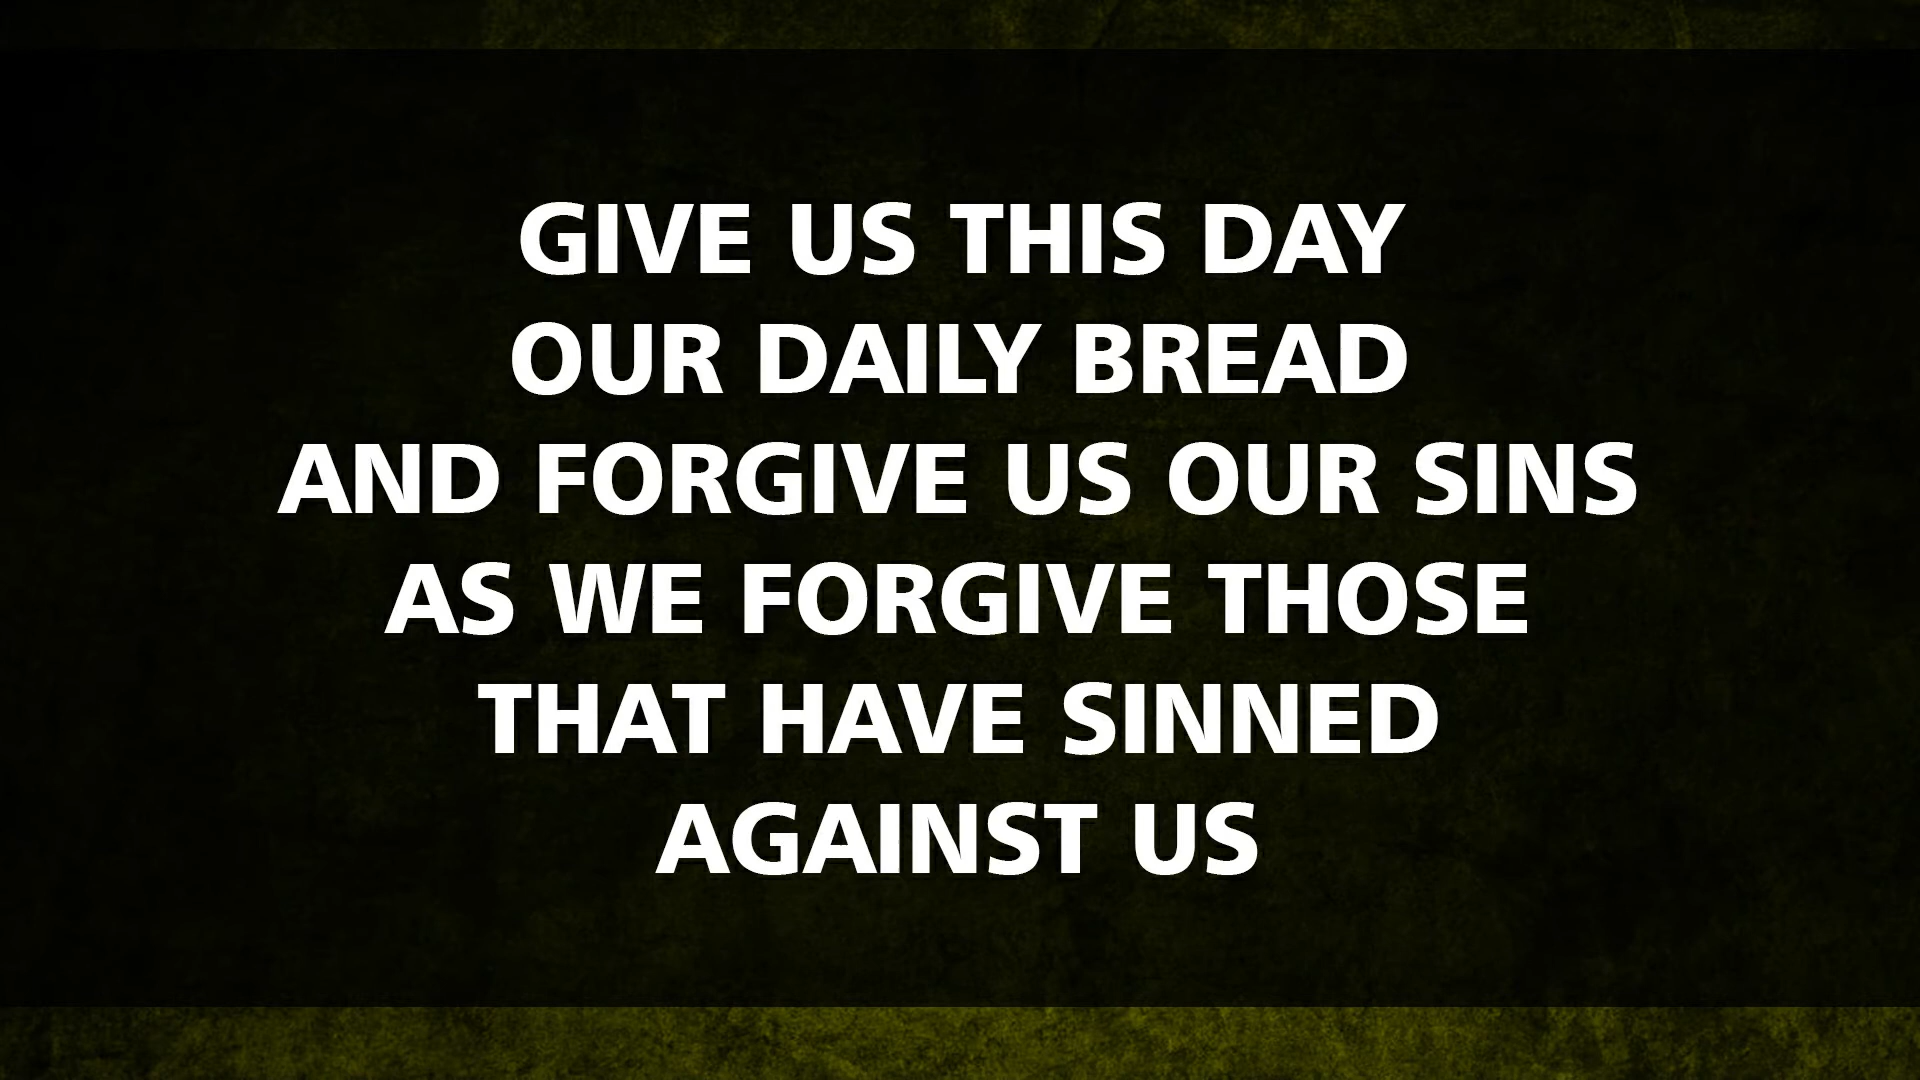 GIVE US THIS DAY
OUR DAILY BREAD
AND FORGIVE US OUR SINS
AS WE FORGIVE THOSE
THAT HAVE SINNED
AGAINST US